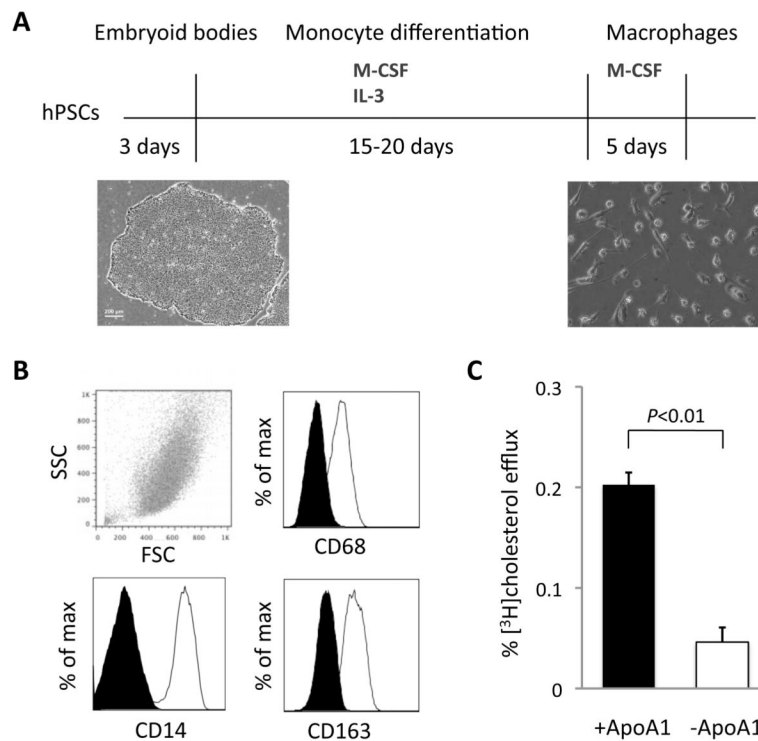 A
Embryoid bodies Monocyte differentiation Macrophages
M-CSF M-CSF
IL-3
hPSCs
3 days 15-20 days 5 days
200 µm
B
SSC
1K
800
600
400
200
0
0 200 400 600 800 1K
FSC
% of max
CD68
% of max
CD14
% of max
CD163
C
% [³H]cholesterol efflux
0.3
0.2
0.1
0
P<0.01
+ApoA1 -ApoA1